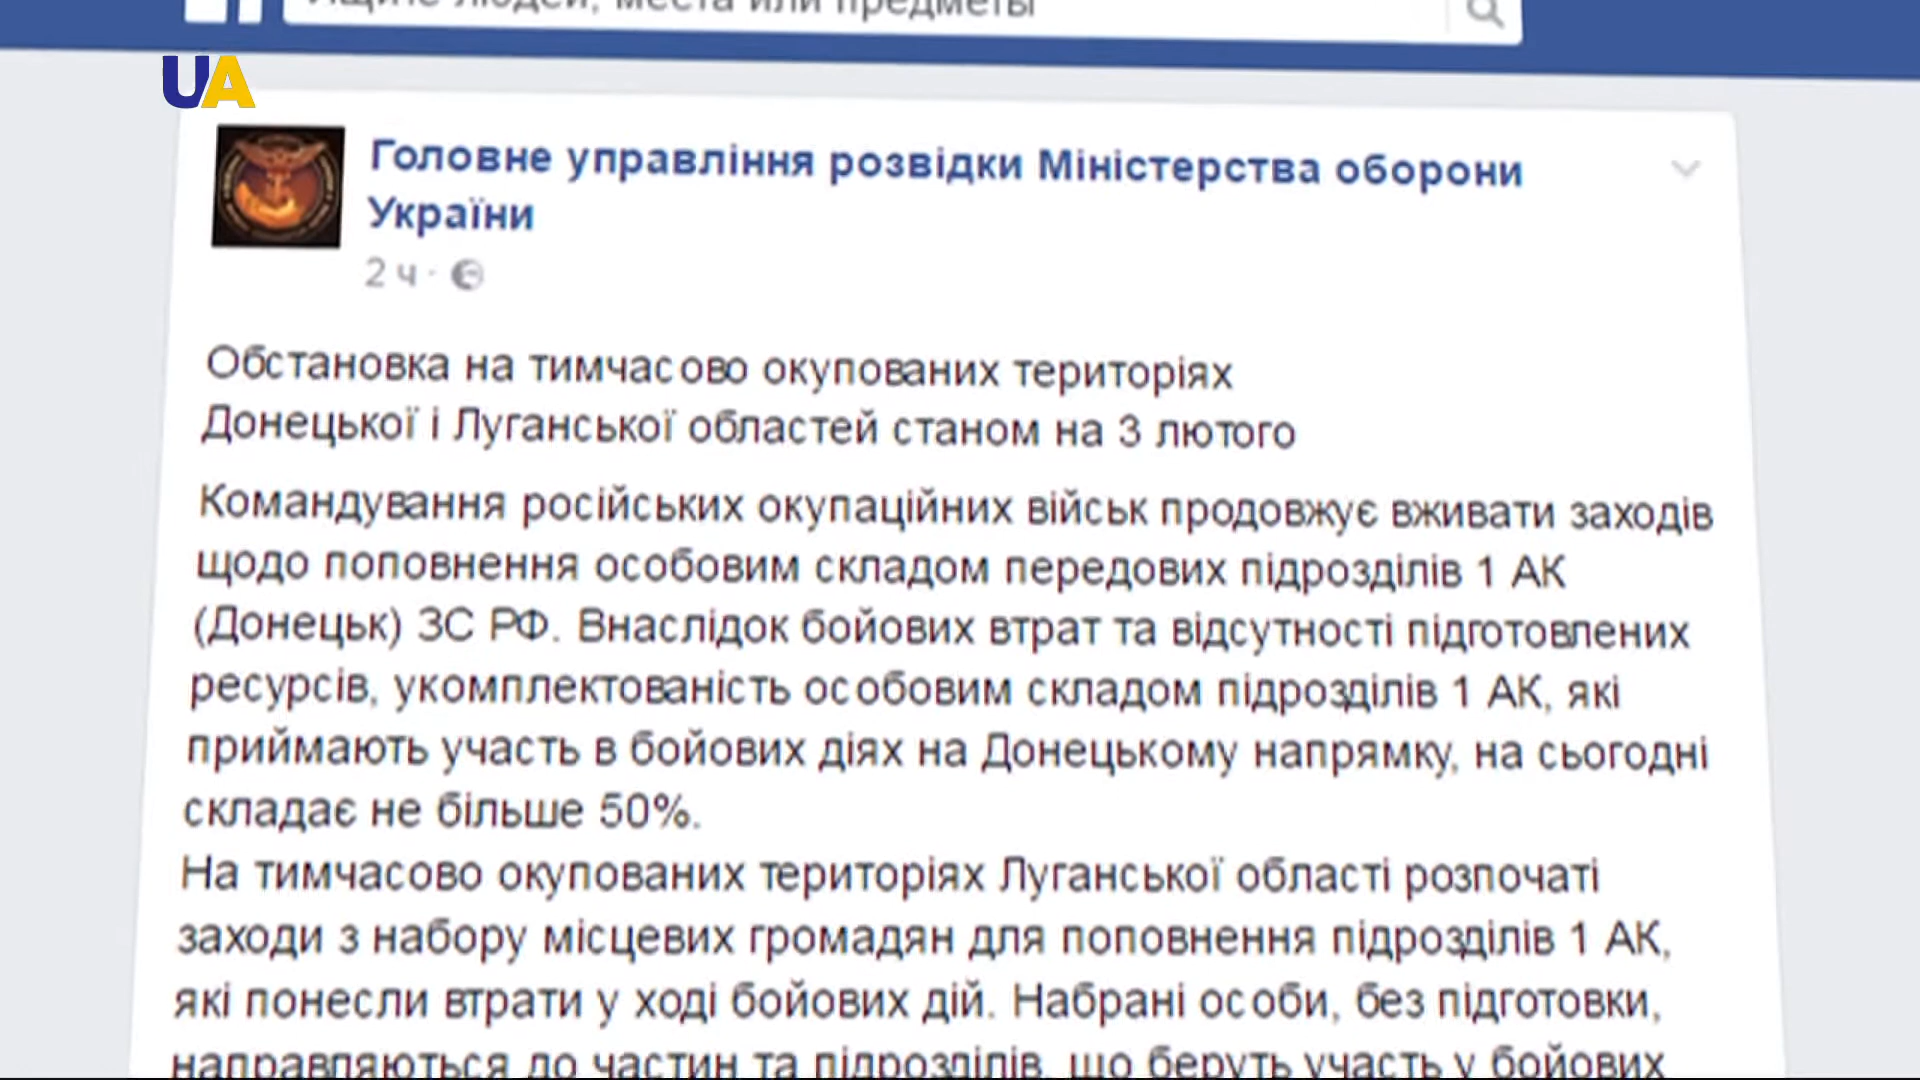 Ищите людей, места или предметы
UA
Головне управління розвідки Міністерства оборони
України
2 ч ·
Обстановка на тимчасово окупованих територіях
Донецької і Луганської областей станом на 3 лютого
Командування російських окупаційних військ продовжує вживати заходів
щодо поповнення особовим складом передових підрозділів 1 АК
(Донецьк) ЗС РФ. Внаслідок бойових втрат та відсутності підготовлених
ресурсів, укомплектованість особовим складом підрозділів 1 АК, які
приймають участь в бойових діях на Донецькому напрямку, на сьогодні
складає не більше 50%.
На тимчасово окупованих територіях Луганської області розпочаті
заходи з набору місцевих громадян для поповнення підрозділів 1 АК,
які понесли втрати у ході бойових дій. Набрані особи, без підготовки,
направляються до частин та підрозділів, що беруть участь у бойових